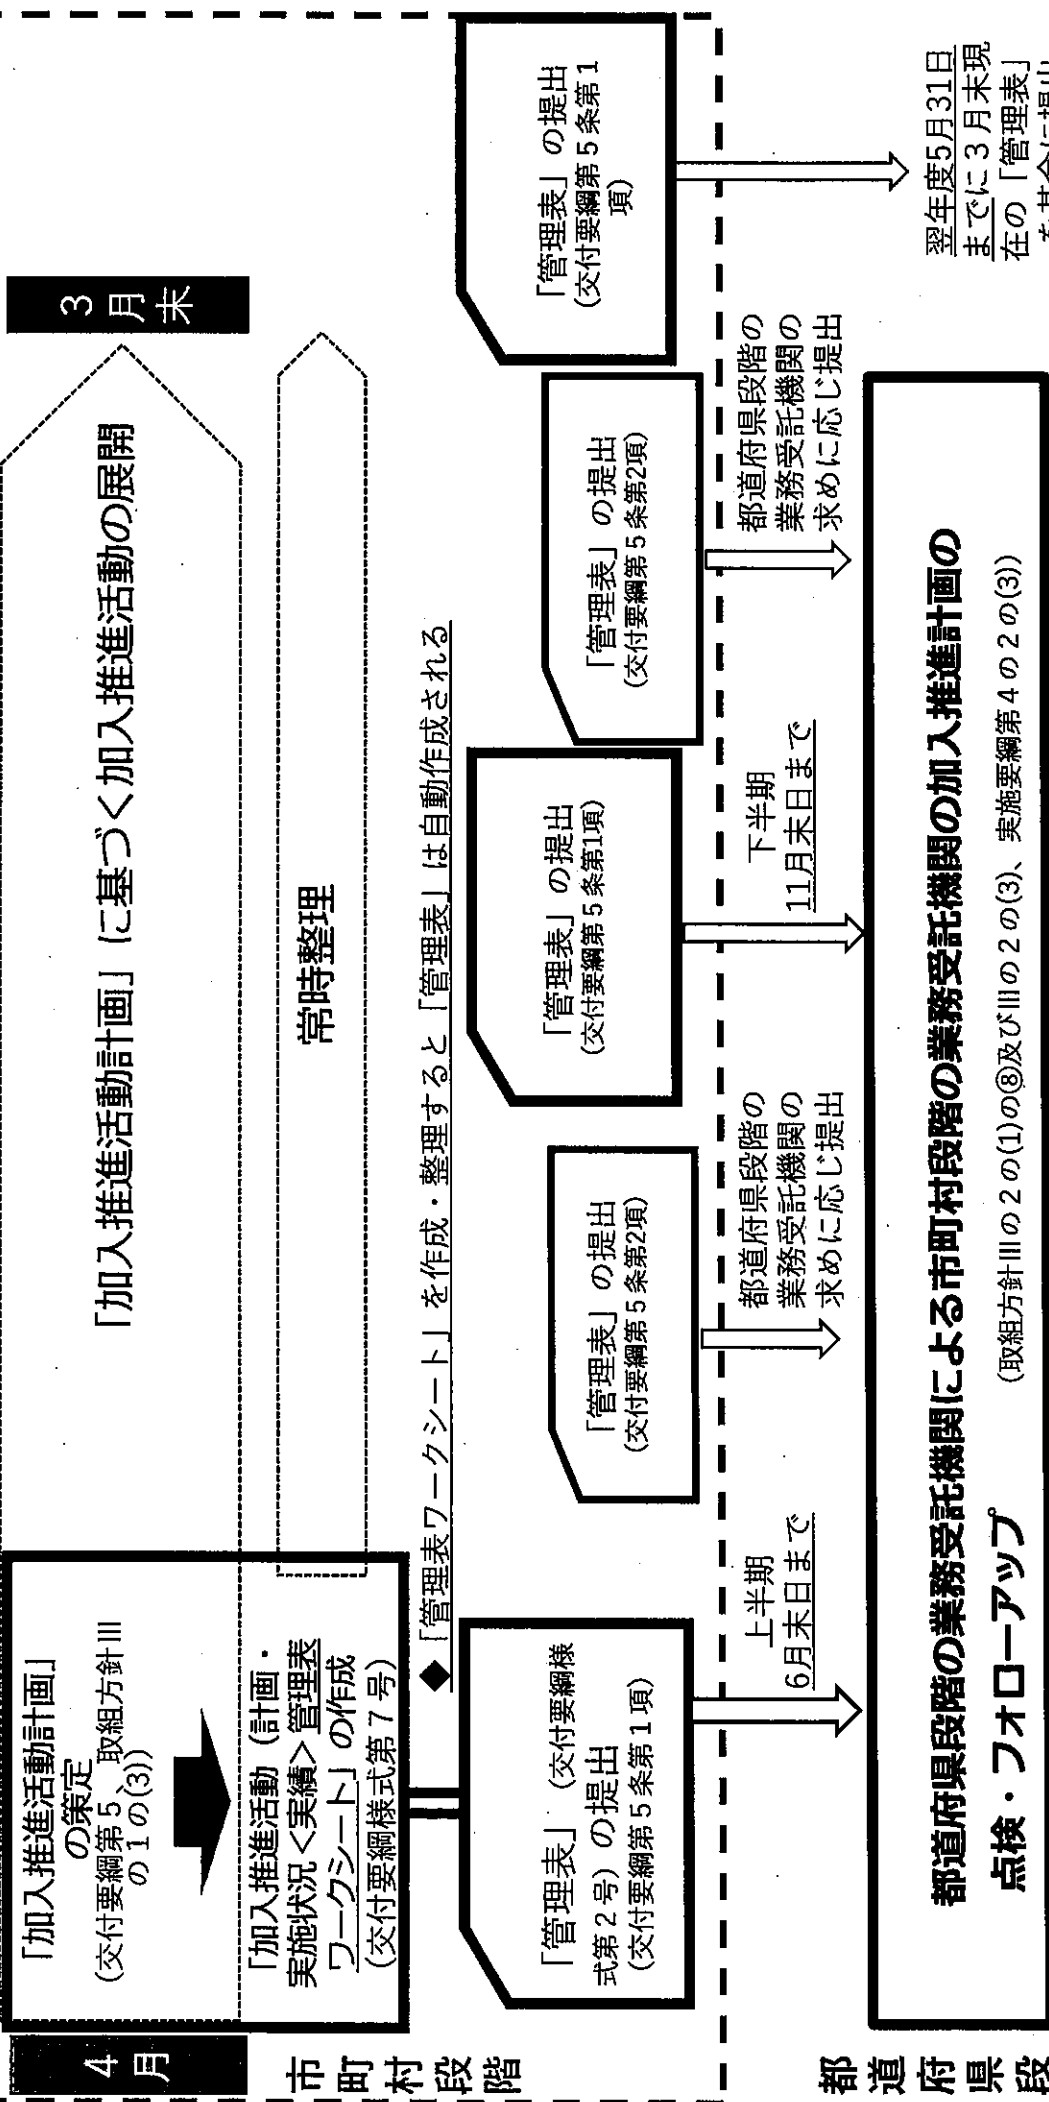 4月
3月末
「加入推進活動計画」
の策定
(交付要綱第5、取組方針Ⅲ
の1の(3))
「加入推進活動計画」に基づく加入推進活動の展開
「加入推進活動(計画・
実施状況<実績>管理表
ワークシート」の作成
(交付要綱様式第7号)
常時整理
市町村段階
◆「管理表ワークシート」を作成・整理すると「管理表」は自動作成される
「管理表」(交付要綱様
式第2号)の提出
(交付要綱第5条第1項)
「管理表」の提出
(交付要綱第5条第2項)
「管理表」の提出
(交付要綱第5条第1項)
「管理表」の提出
(交付要綱第5条第2項)
「管理表」の提出
(交付要綱第5条第1
項)
上半期
6月末日まで
都道府県段階の
業務受託機関の
求めに応じ提出
下半期
11月末日まで
都道府県段階の
業務受託機関の
求めに応じ提出
翌年度5月31日
までに3月末現
在の「管理表」
を基金に提出
都道府県段
都道府県段階の業務受託機関による市町村段階の業務受託機関の加入推進計画の
点検・フォローアップ
(取組方針Ⅲの2の(1)の⑧及びⅢの2の(3)、実施要綱第4の2の(3))